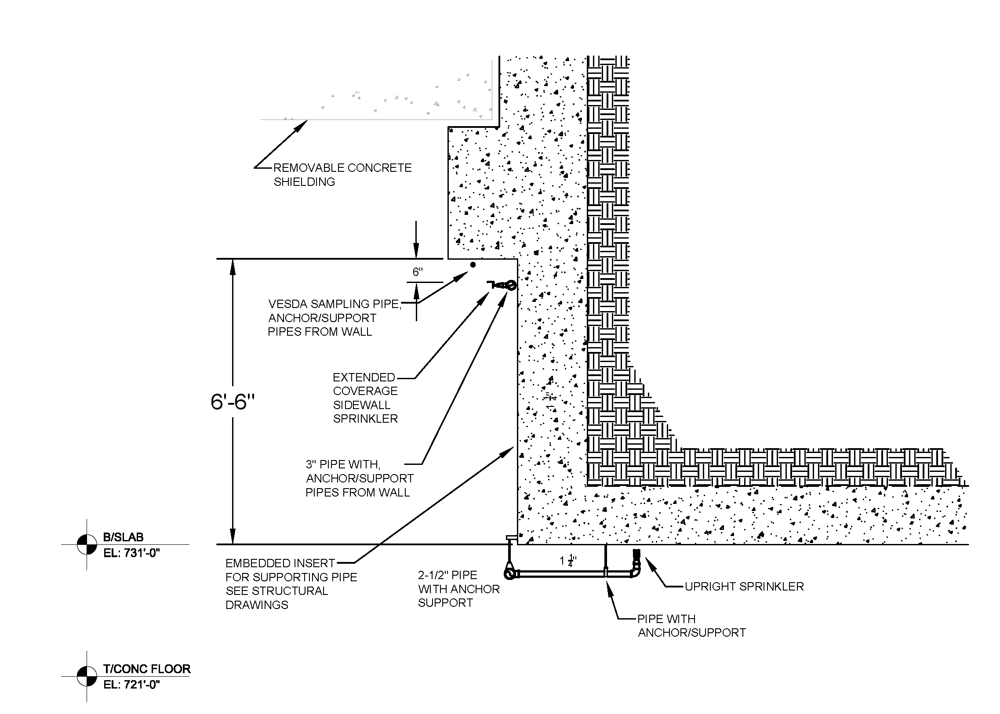 REMOVABLE CONCRETE
SHIELDING
6"
VESDA SAMPLING PIPE,
ANCHOR/SUPPORT
PIPES FROM WALL
EXTENDED
COVERAGE
SIDEWALL
SPRINKLER
6'-6"
1 1/4"
3" PIPE WITH,
ANCHOR/SUPPORT
PIPES FROM WALL
B/SLAB
EL: 731'-0"
EMBEDDED INSERT
FOR SUPPORTING PIPE
SEE STRUCTURAL
DRAWINGS
2-1/2" PIPE
WITH ANCHOR
SUPPORT
1 1/4"
UPRIGHT SPRINKLER
PIPE WITH
ANCHOR/SUPPORT
T/CONC FLOOR
EL: 721'-0"